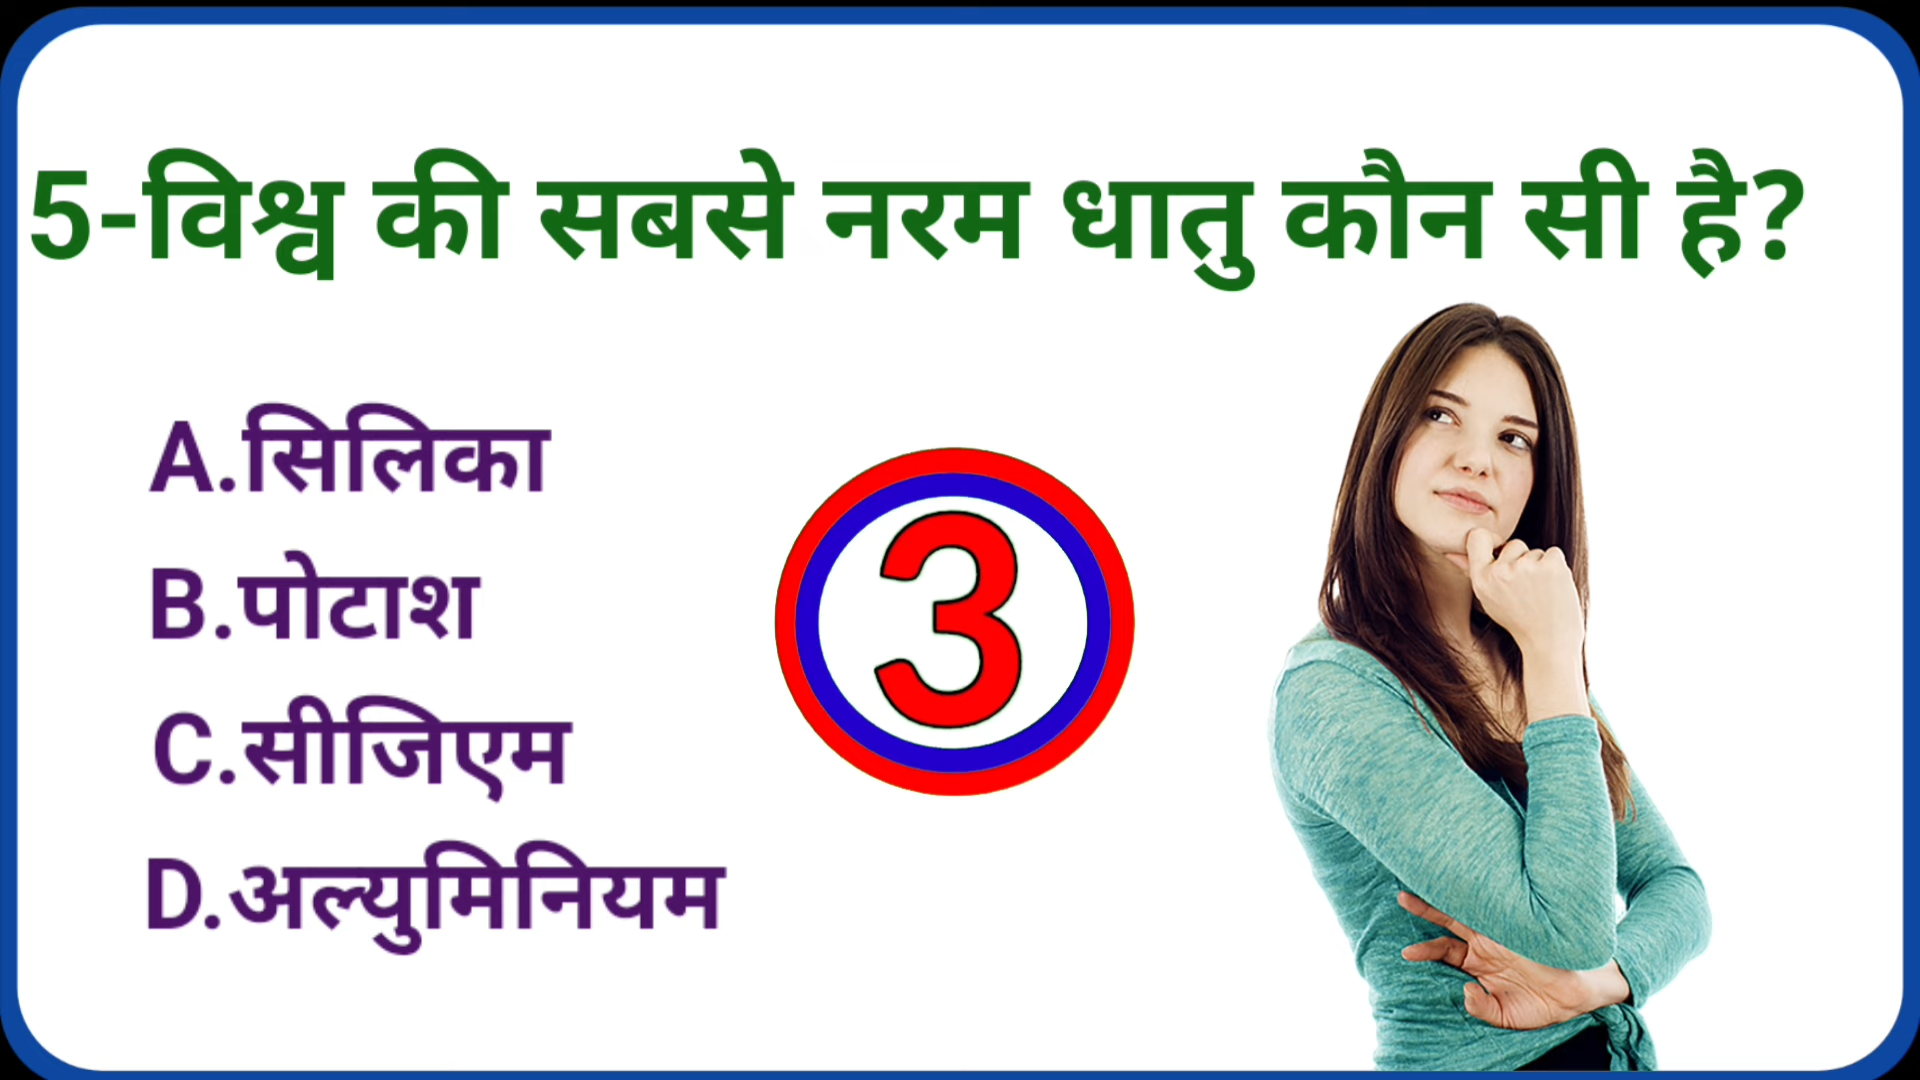 5-विश्व की सबसे नरम धातु कौन सी है?
A.सिलिका
B.पोटाश
C.सीजिएम
D.अल्युमिनियम
3